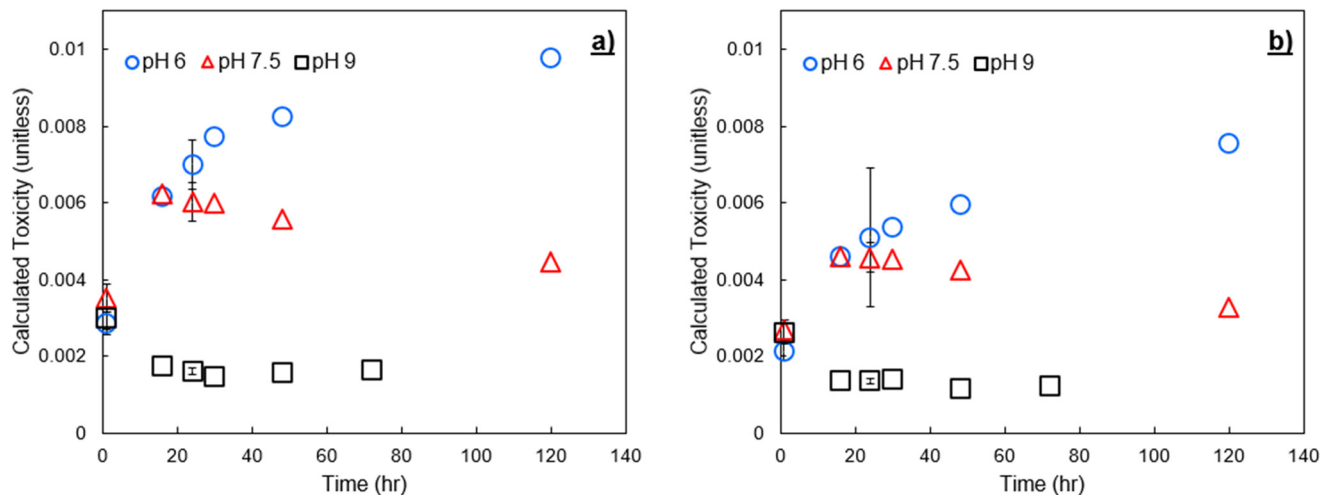 a)
pH 6 pH 7.5 pH 9
Calculated Toxicity (unitless)
0.01
0.008
0.006
0.004
0.002
0
0 20 40 60 80 100 120 140
Time (hr)
b)
pH 6 pH 7.5 pH 9
Calculated Toxicity (unitless)
0.01
0.008
0.006
0.004
0.002
0
0 20 40 60 80 100 120 140
Time (hr)